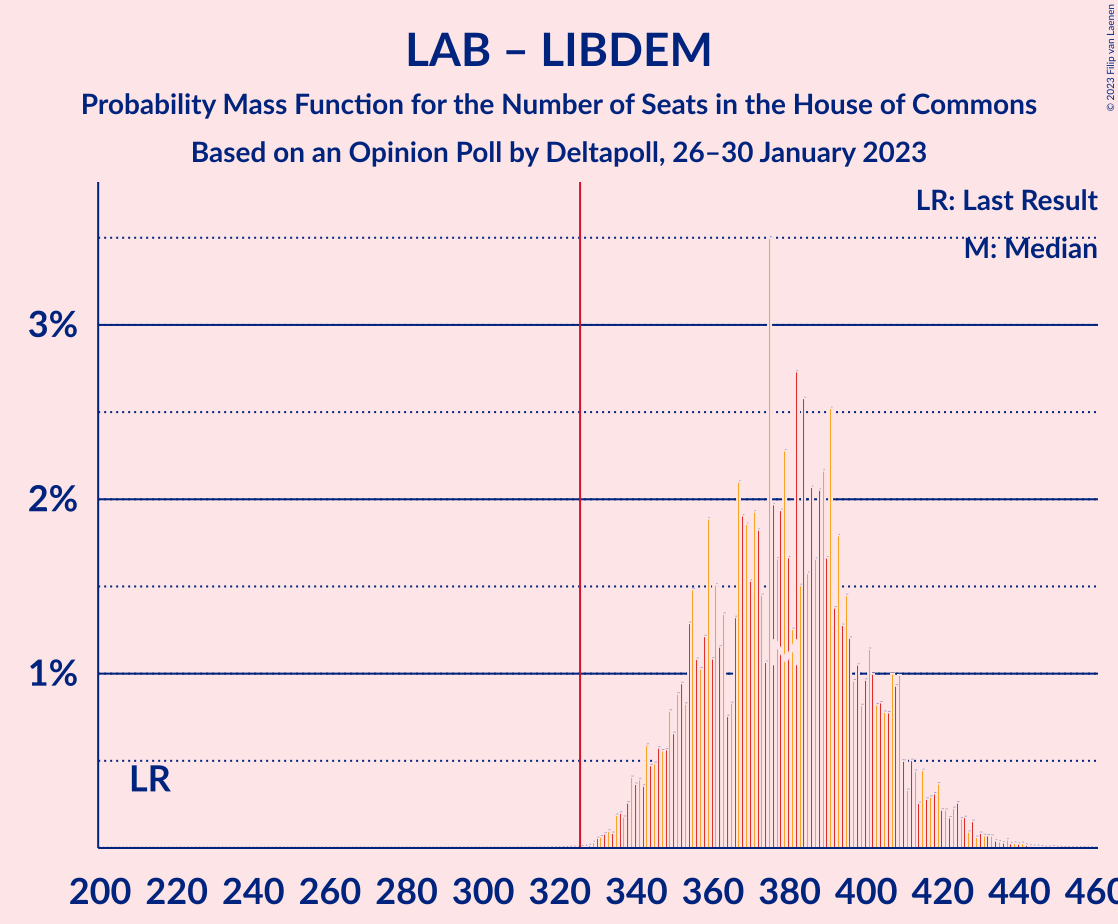 LAB – LIBDEM
Probability Mass Function for the Number of Seats in the House of Commons
Based on an Opinion Poll by Deltapoll, 26–30 January 2023
© 2023 Filip van Laenen
LR: Last Result
M: Median
3%
2%
1%
M
LR
200 220 240 260 280 300 320 340 360 380 400 420 440 460